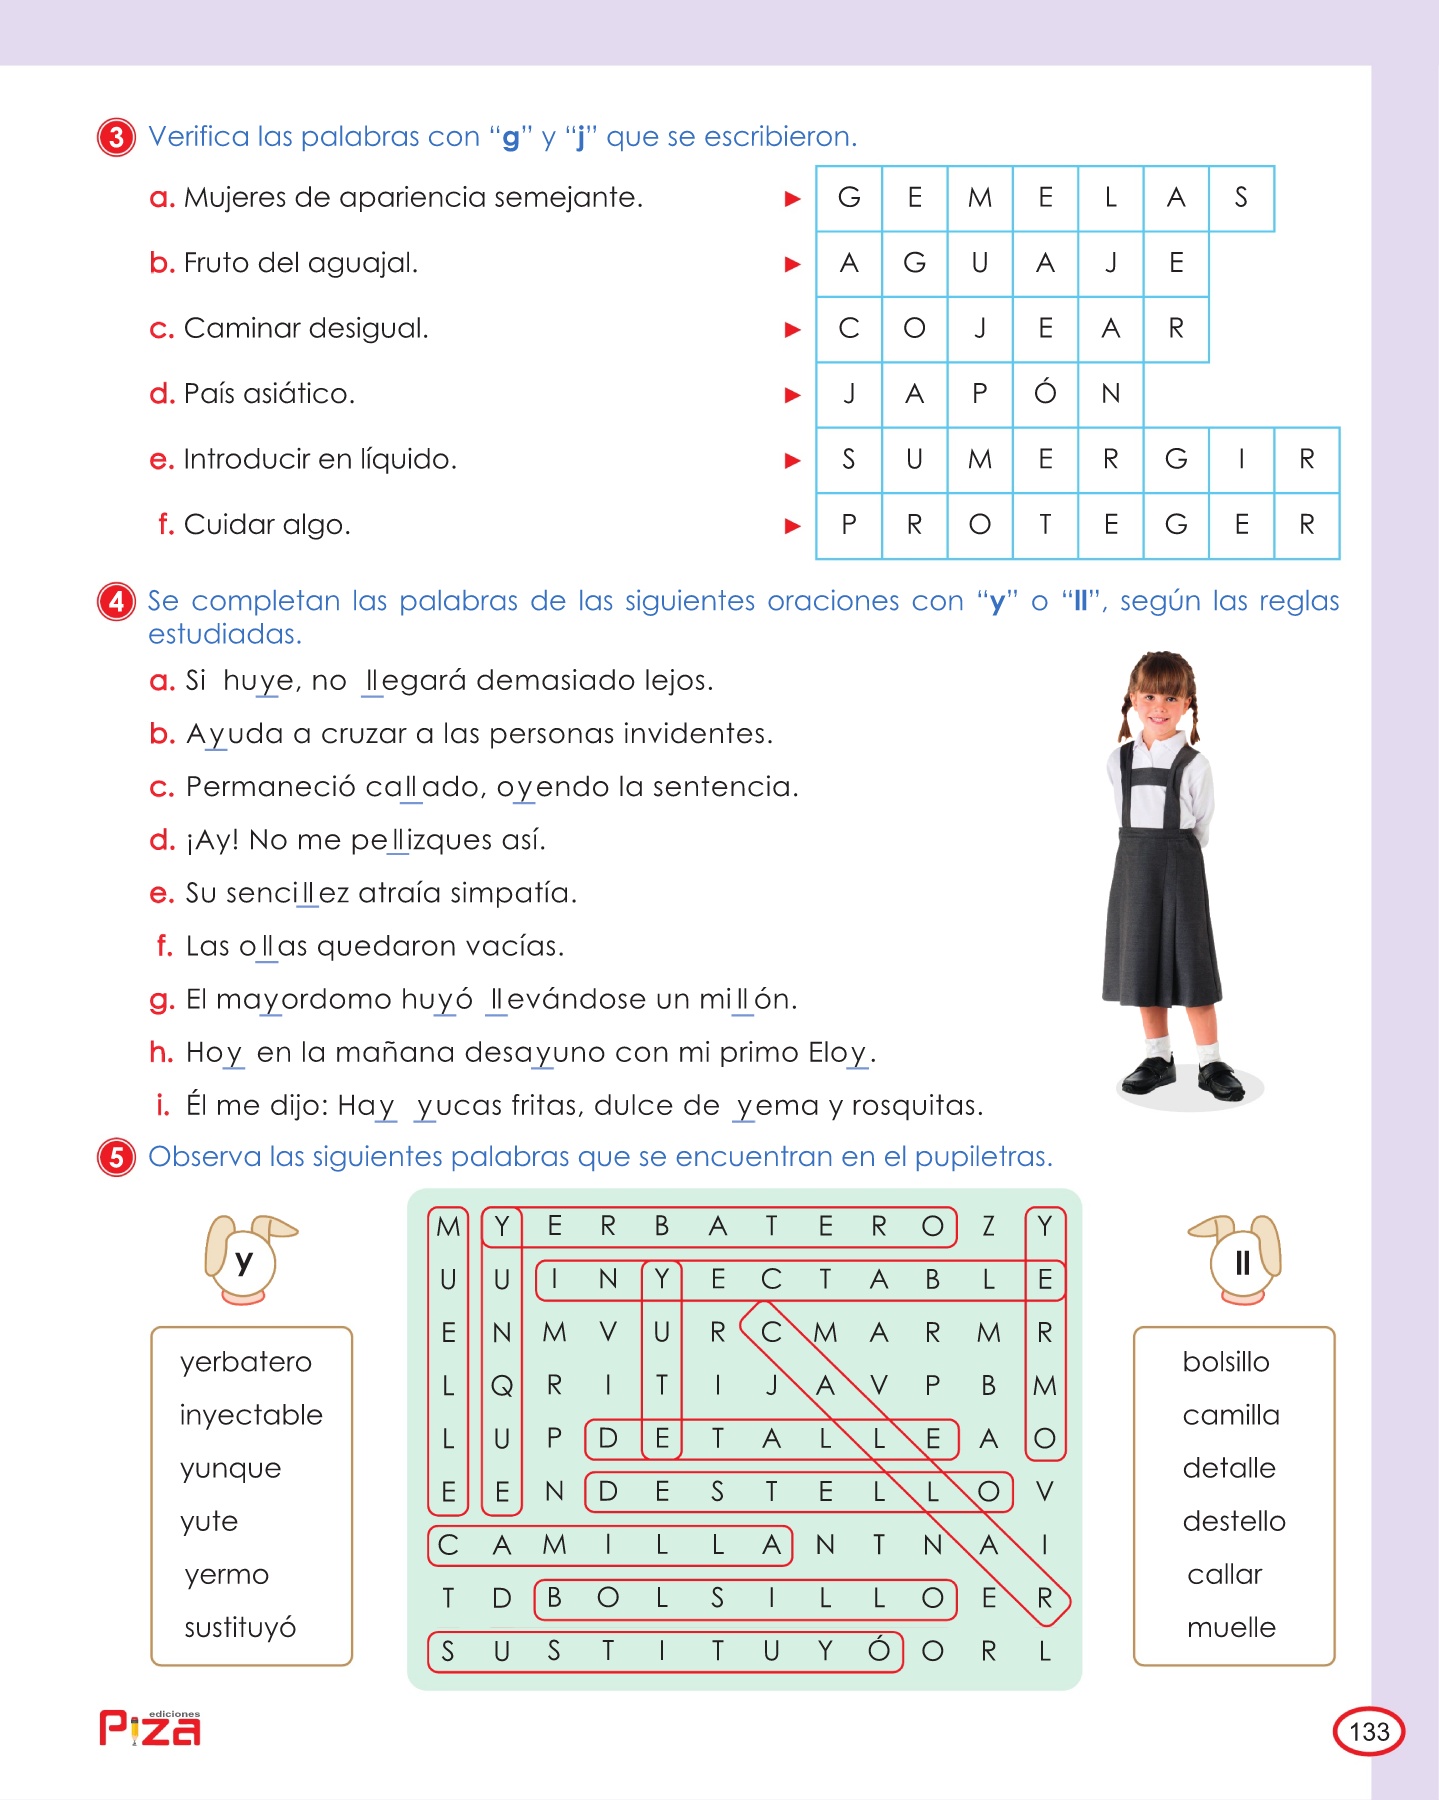 3 Verifica las palabras con “g” y “j” que se escribieron.
a. Mujeres de apariencia semejante. ► G E M E L A S
b. Fruto del aguajal. ► A G U A J E
c. Caminar desigual. ► C O J E A R
d. País asiático. ► J A P Ó N
e. Introducir en líquido. ► S U M E R G I R
f. Cuidar algo. ► P R O T E G E R
4 Se completan las palabras de las siguientes oraciones con “y” o “ll”, según las reglas
estudiadas.
a. Si huye, no llegará demasiado lejos.
b. Ayuda a cruzar a las personas invidentes.
c. Permaneció callado, oyendo la sentencia.
d. ¡Ay! No me pellizques así.
e. Su sencillez atraía simpatía.
f. Las ollas quedaron vacías.
g. El mayordomo huyó llevándose un millón.
h. Hoy en la mañana desayuno con mi primo Eloy.
i. Él me dijo: Hay yucas fritas, dulce de yema y rosquitas.
5 Observa las siguientes palabras que se encuentran en el pupiletras.
y
yerbatero
inyectable
yunque
yute
yermo
sustituyó
M Y E R B A T E R O Z Y
U U I N Y E C T A B L E
E N M V U R C M A R M R
L Q R I T I J A V P B M
L U P D E T A L L E A O
E E N D E S T E L L O V
C A M I L L A N T N A I
T D B O L S I L L O E R
S U S T I T U Y Ó O R L
ll
bolsillo
camilla
detalle
destello
callar
muelle
ediciones
Piza
133